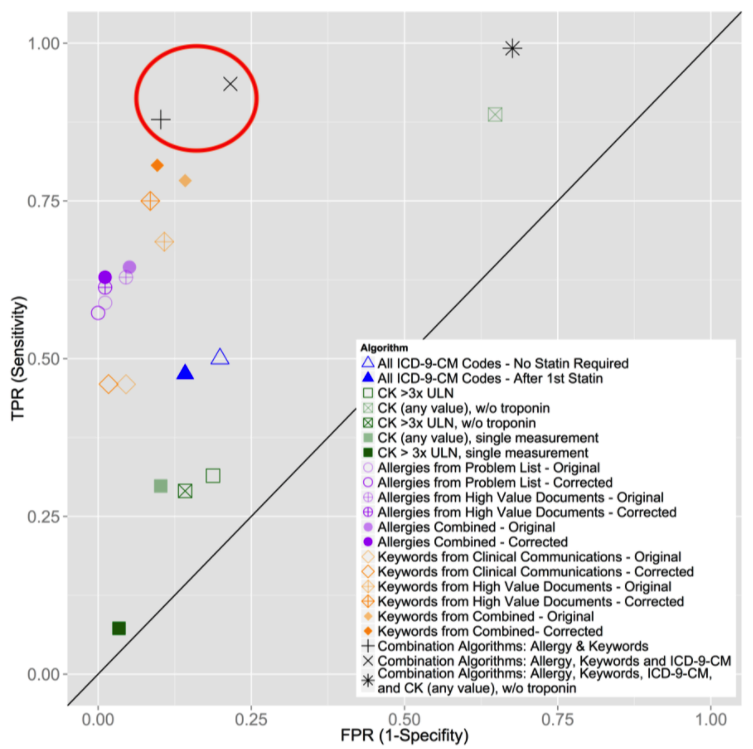 1.00
0.75
0.50
0.25
0.00
TPR (Sensitivity)
Algorithm
All ICD-9-CM Codes - No Statin Required
All ICD-9-CM Codes - After 1st Statin
CK >3x ULN
CK (any value), w/o troponin
CK >3x ULN, w/o troponin
CK (any value), single measurement
CK > 3x ULN, single measurement
Allergies from Problem List - Original
Allergies from Problem List - Corrected
Allergies from High Value Documents - Original
Allergies from High Value Documents - Corrected
Allergies Combined - Original
Allergies Combined - Corrected
Keywords from Clinical Communications - Original
Keywords from Clinical Communications - Corrected
Keywords from High Value Documents - Original
Keywords from High Value Documents - Corrected
Keywords from Combined - Original
Keywords from Combined- Corrected
Combination Algorithms: Allergy & Keywords
Combination Algorithms: Allergy, Keywords and ICD-9-CM
Combination Algorithms: Allergy, Keywords, ICD-9-CM,
and CK (any value), w/o troponin
0.00 0.25 0.50 0.75 1.00
FPR (1-Specifity)